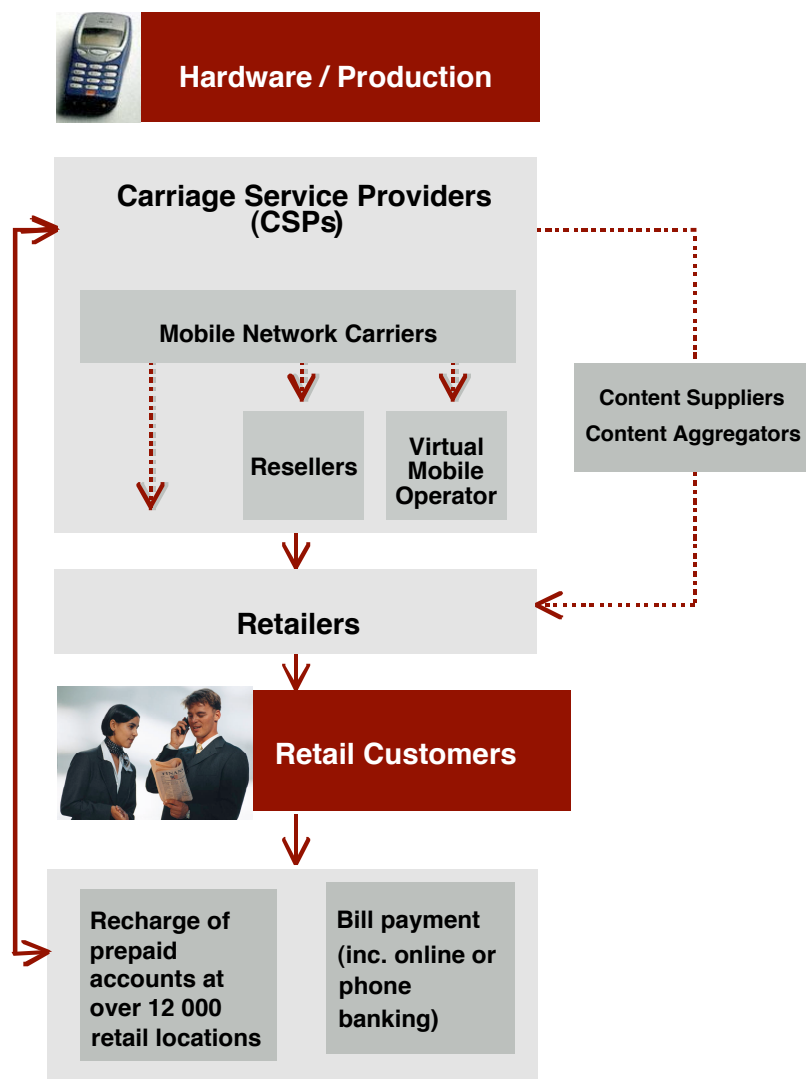 Hardware / Production
Carriage Service Providers
(CSPs)
Mobile Network Carriers
Content Suppliers
Content Aggregators
Resellers
Virtual
Mobile
Operator
Retailers
Retail Customers
Recharge of
prepaid
accounts at
over 12 000
retail locations
Bill payment
(inc. online or
phone
banking)